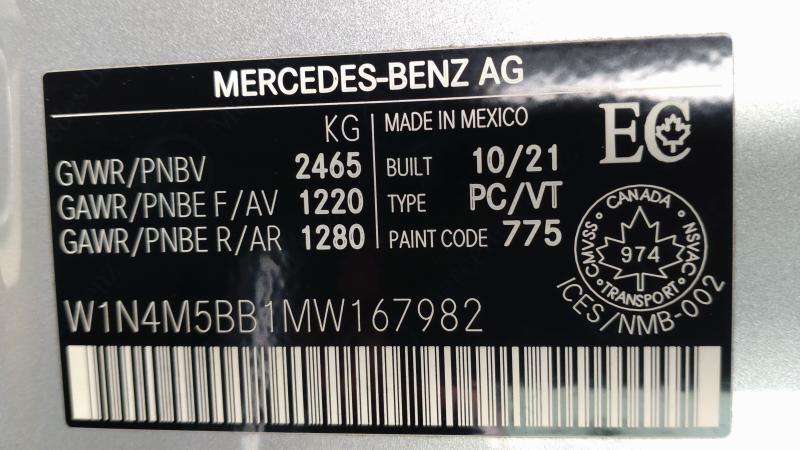 MERCEDES-BENZ AG
KG
GVWR/PNBV 2465
GAWR/PNBE F/AV 1220
GAWR/PNBE R/AR 1280
MADE IN MEXICO
BUILT 10/21
TYPE PC/VT
PAINT CODE 775
EC
CANADA
CMVSS
NSVAC
974
TRANSPORT
ICES/NMB-002
W1N4M5BB1MW167982